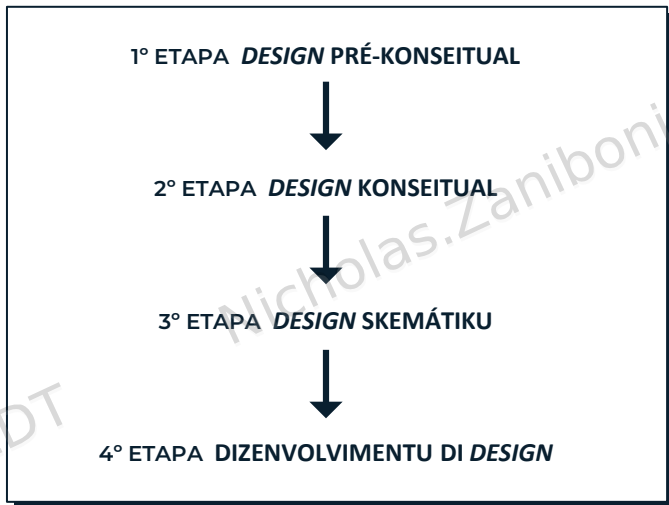 1º ETAPA DESIGN PRÉ-KONSEITUAL
2º ETAPA DESIGN KONSEITUAL
3º ETAPA DESIGN SKEMÁTIKU
4º ETAPA DIZENVOLVIMENTU DI DESIGN
Nicholas.Zaniboni